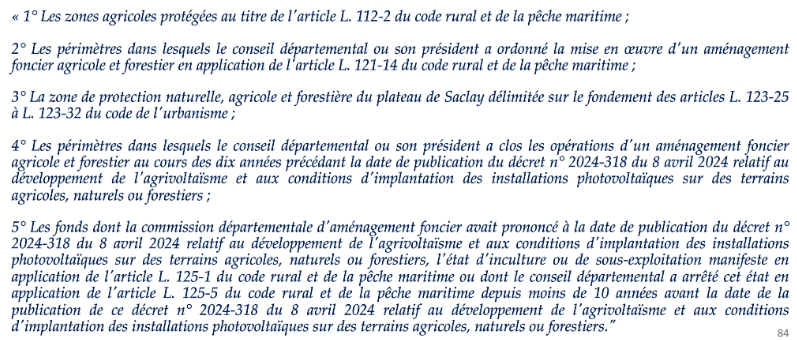 « 1° Les zones agricoles protégées au titre de l'article L. 112-2 du code rural et de la pêche maritime ;
2° Les périmètres dans lesquels le conseil départemental ou son président a ordonné la mise en œuvre d'un aménagement
foncier agricole et forestier en application de l'article L. 121-14 du code rural et de la pêche maritime ;
3° La zone de protection naturelle, agricole et forestière du plateau de Saclay délimitée sur le fondement des articles L. 123-25
à L. 123-32 du code de l'urbanisme ;
4° Les périmètres dans lesquels le conseil départemental ou son président a clos les opérations d'un aménagement foncier
agricole et forestier au cours des dix années précédant la date de publication du décret n° 2024-318 du 8 avril 2024 relatif au
développement de l'agrivoltaïsme et aux conditions d'implantation des installations photovoltaïques sur des terrains
agricoles, naturels ou forestiers ;
5° Les fonds dont la commission départementale d'aménagement foncier avait prononcé à la date de publication du décret n°
2024-318 du 8 avril 2024 relatif au développement de l'agrivoltaïsme et aux conditions d'implantation des installations
photovoltaïques sur des terrains agricoles, naturels ou forestiers, l'état d'inculture ou de sous-exploitation manifeste en
application de l'article L. 125-1 du code rural et de la pêche maritime ou dont le conseil départemental a arrêté cet état en
application de l'article L. 125-5 du code rural et de la pêche maritime depuis moins de 10 années avant la date de la
publication de ce décret n° 2024-318 du 8 avril 2024 relatif au développement de l'agrivoltaïsme et aux conditions
d'implantation des installations photovoltaïques sur des terrains agricoles, naturels ou forestiers."
84